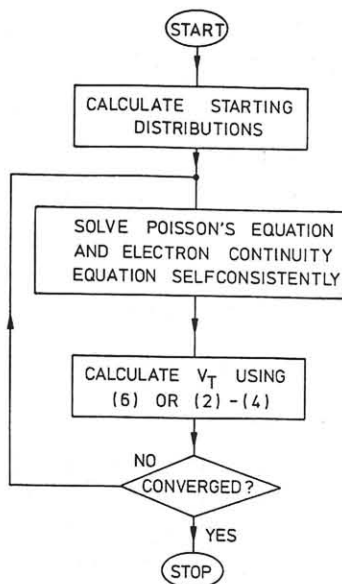 START
CALCULATE STARTING
DISTRIBUTIONS
SOLVE POISSON'S EQUATION
AND ELECTRON CONTINUITY
EQUATION SELFCONSISTENTLY
CALCULATE V_T USING
(6) OR (2)-(4)
NO
CONVERGED?
YES
STOP